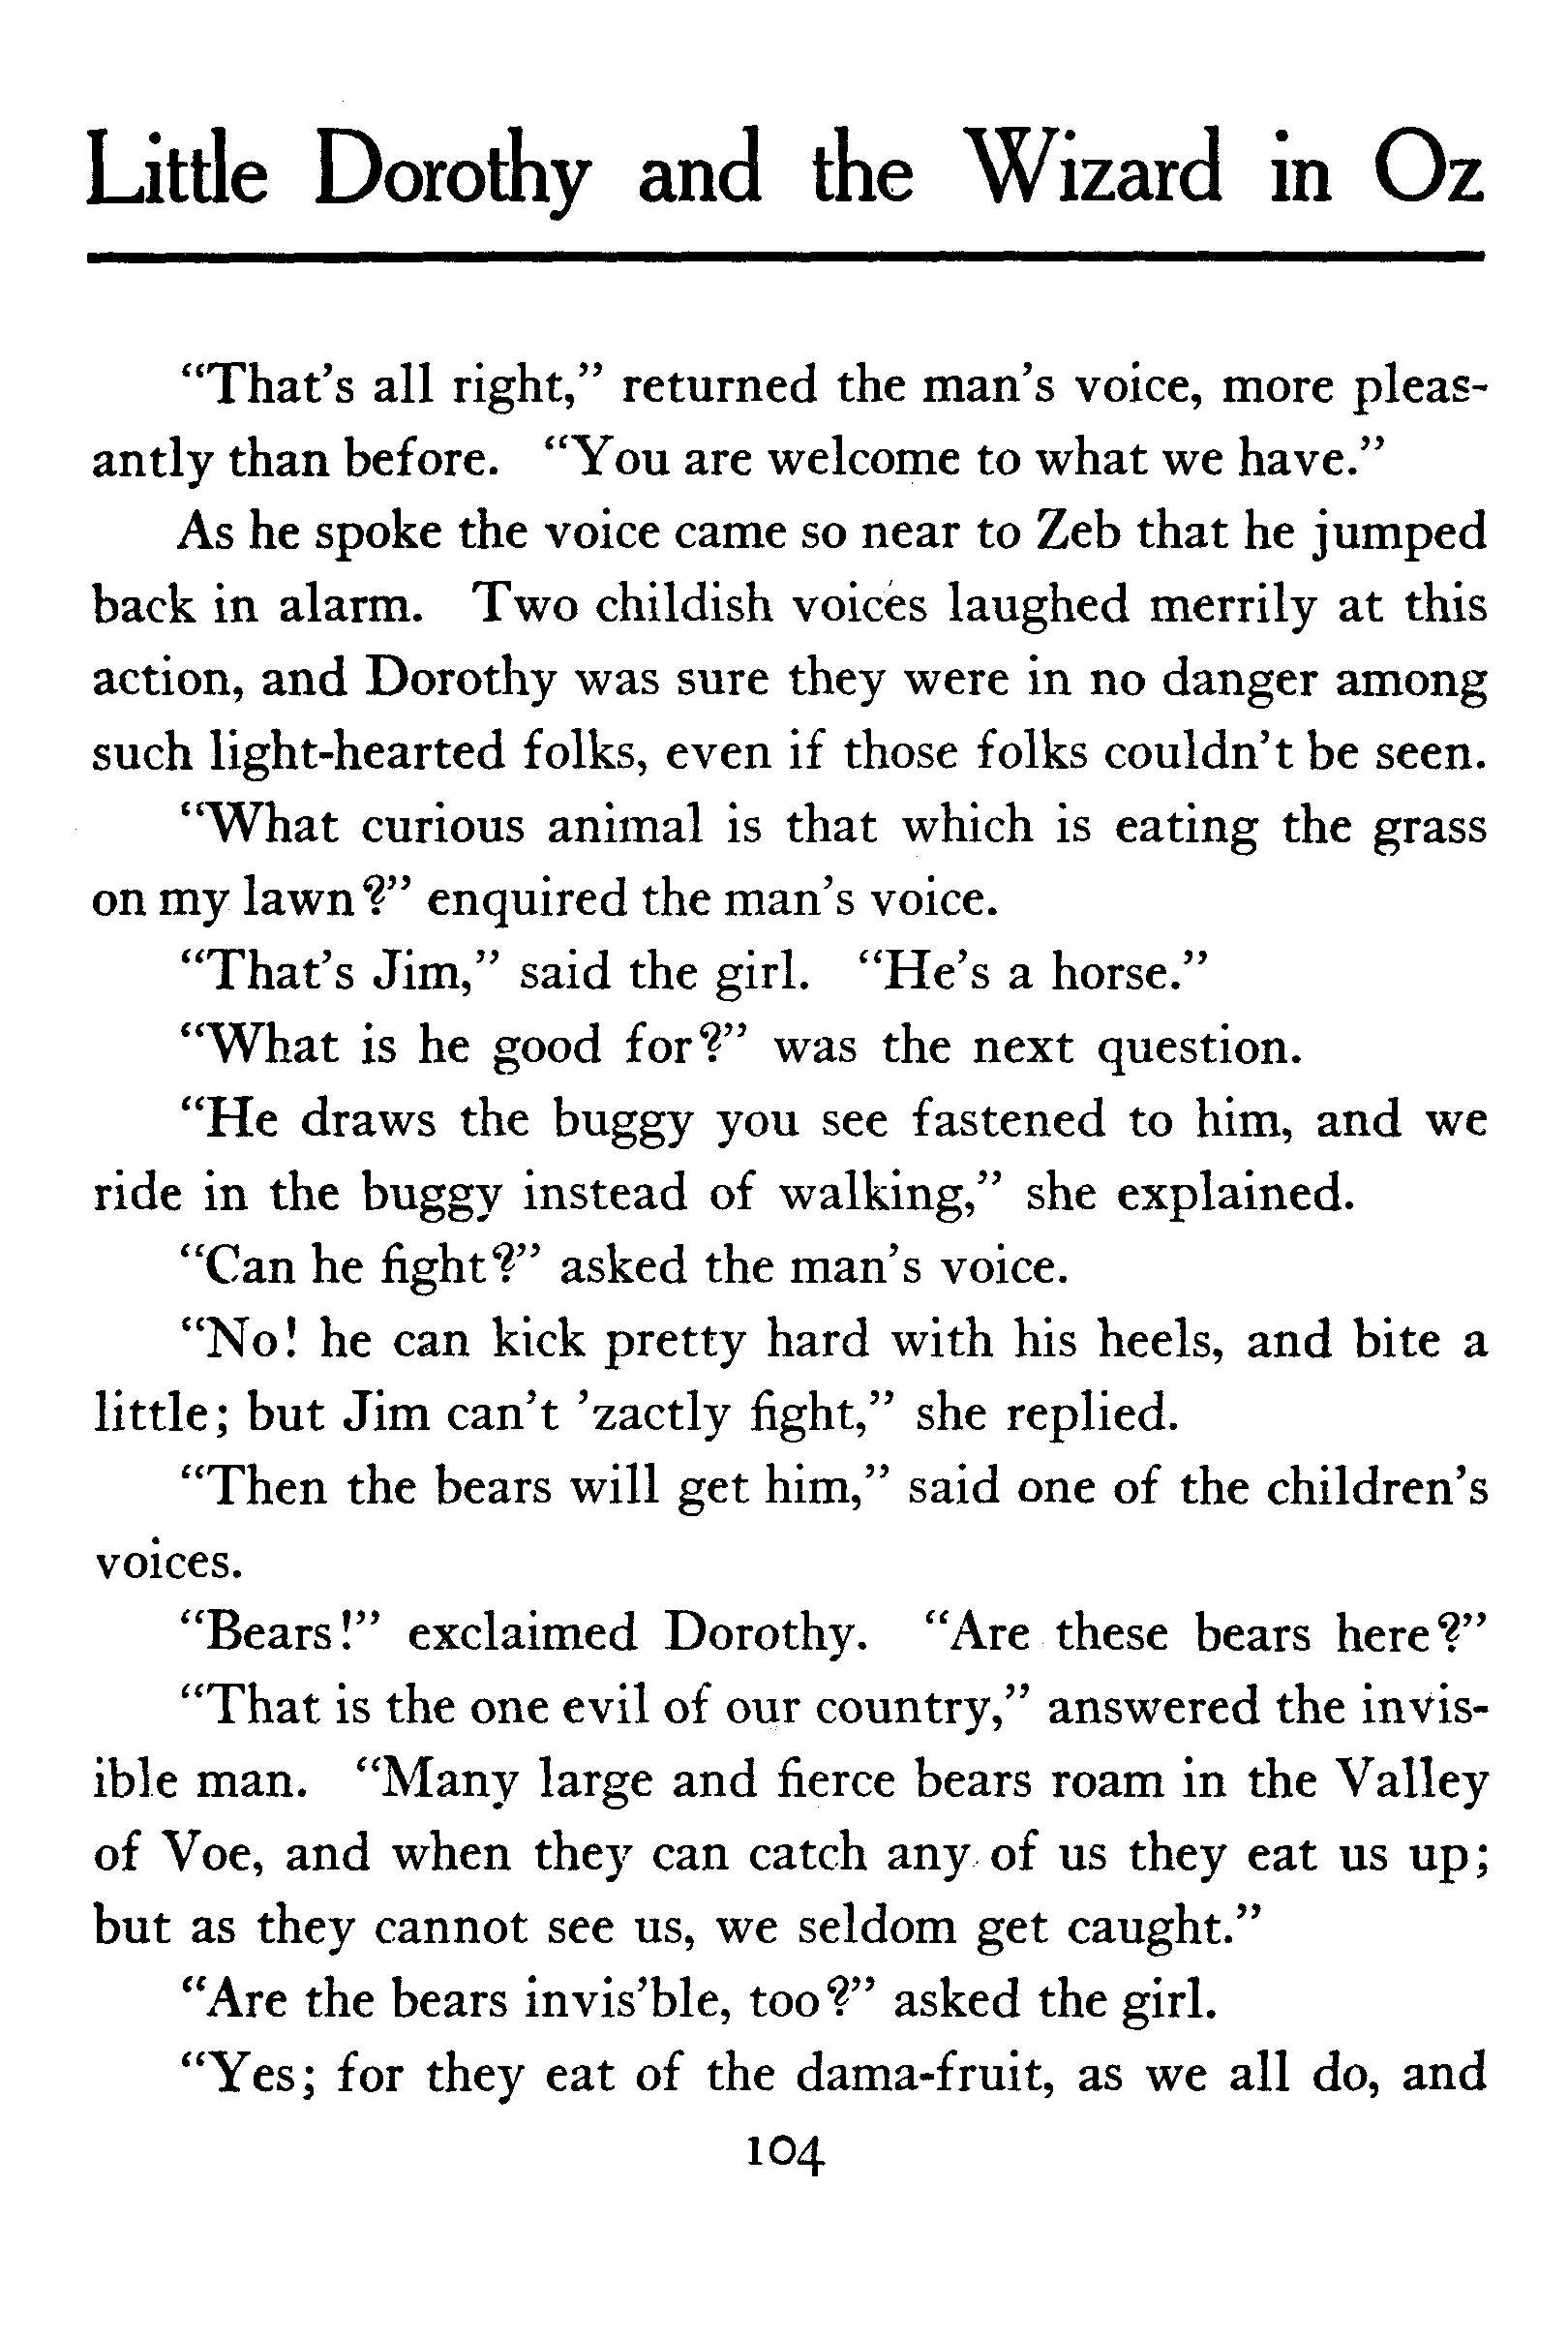 Little Dorothy and the Wizard in Oz
“That’s all right,” returned the man’s voice, more pleas-
antly than before. “You are welcome to what we have.”
As he spoke the voice came so near to Zeb that he jumped
back in alarm. Two childish voices laughed merrily at this
action, and Dorothy was sure they were in no danger among
such light-hearted folks, even if those folks couldn’t be seen.
“What curious animal is that which is eating the grass
on my lawn?” enquired the man’s voice.
“That’s Jim,” said the girl. “He’s a horse.”
“What is he good for?” was the next question.
“He draws the buggy you see fastened to him, and we
ride in the buggy instead of walking,” she explained.
“Can he fight?” asked the man’s voice.
“No! he can kick pretty hard with his heels, and bite a
little; but Jim can’t ’zactly fight,” she replied.
“Then the bears will get him,” said one of the children’s
voices.
“Bears!” exclaimed Dorothy. “Are these bears here?”
“That is the one evil of our country,” answered the invis-
ible man. “Many large and fierce bears roam in the Valley
of Voe, and when they can catch any of us they eat us up;
but as they cannot see us, we seldom get caught.”
“Are the bears invis’ble, too?” asked the girl.
“Yes; for they eat of the dama-fruit, as we all do, and
104